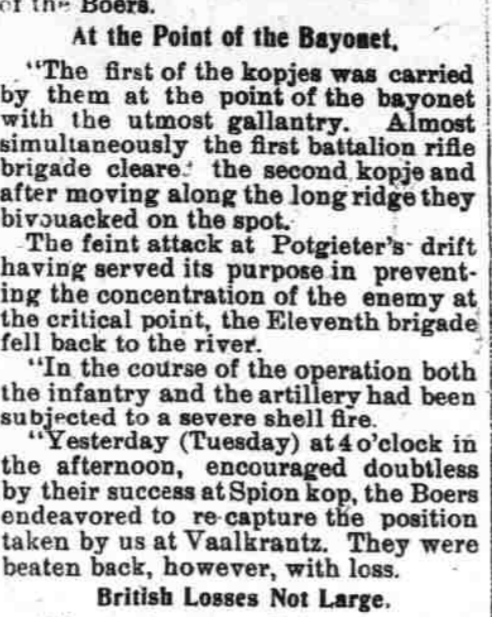 of the Boers.
At the Point of the Bayonet.
"The first of the kopjes was carried
by them at the point of the bayonet
with the utmost gallantry. Almost
simultaneously the first battalion rifle
brigade cleare. the second kopje and
after moving along the long ridge they
bivouacked on the spot.
The feint attack at Potgieter's drift
having served its purpose in prevent-
ing the concentration of the enemy at
the critical point, the Eleventh brigade
fell back to the river.
"In the course of the operation both
the infantry and the artillery had been
subjected to a severe shell fire.
"Yesterday (Tuesday) at 4 o'clock in
the afternoon, encouraged doubtless
by their success at Spion kop, the Boers
endeavored to re-capture the position
taken by us at Vaalkrantz. They were
beaten back, however, with loss.
British Losses Not Large.